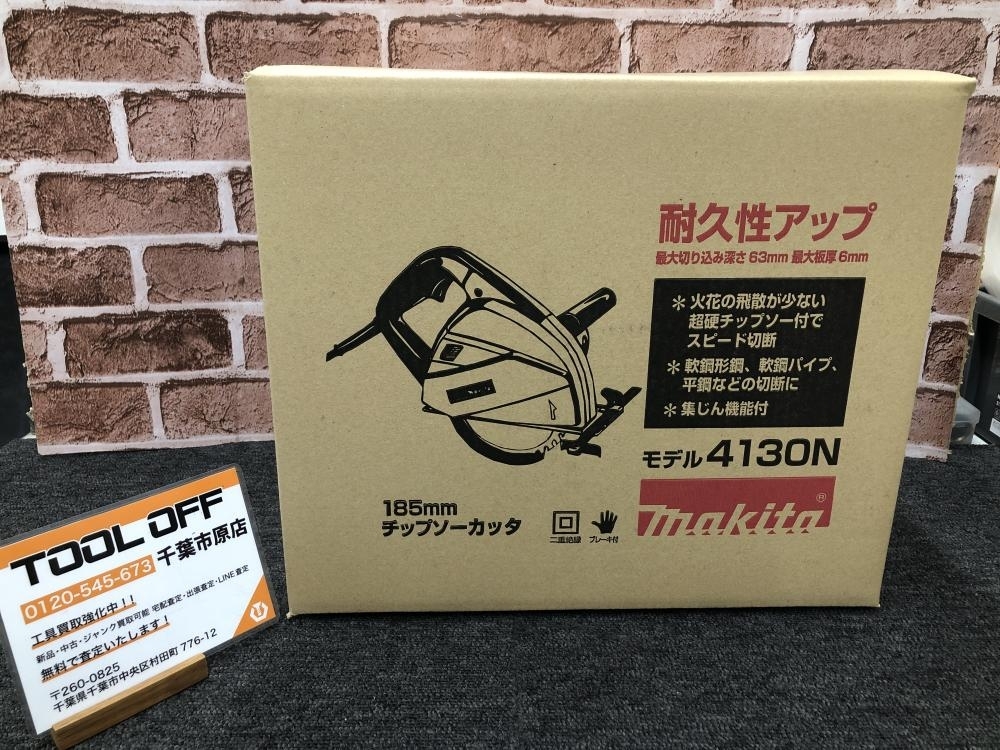 耐久性アップ
最大切り込み深さ 63mm 最大板厚 6mm
＊火花の飛散が少ない
超硬チップソー付で
スピード切断
＊軟鋼形鋼、軟鋼パイプ、
平鋼などの切断に
＊集じん機能付
モデル 4130N
makita®
185mm
チップソーカッタ
二重絶縁
ブレーキ付
TOOL OFF
千葉市原店
0120-545-673
工具買取強化中！！
新品・中古・ジャンク買取可能 宅配査定・出張査定・LINE査定
無料で査定いたします！
〒260-0825
千葉県千葉市中央区村田町 776-12